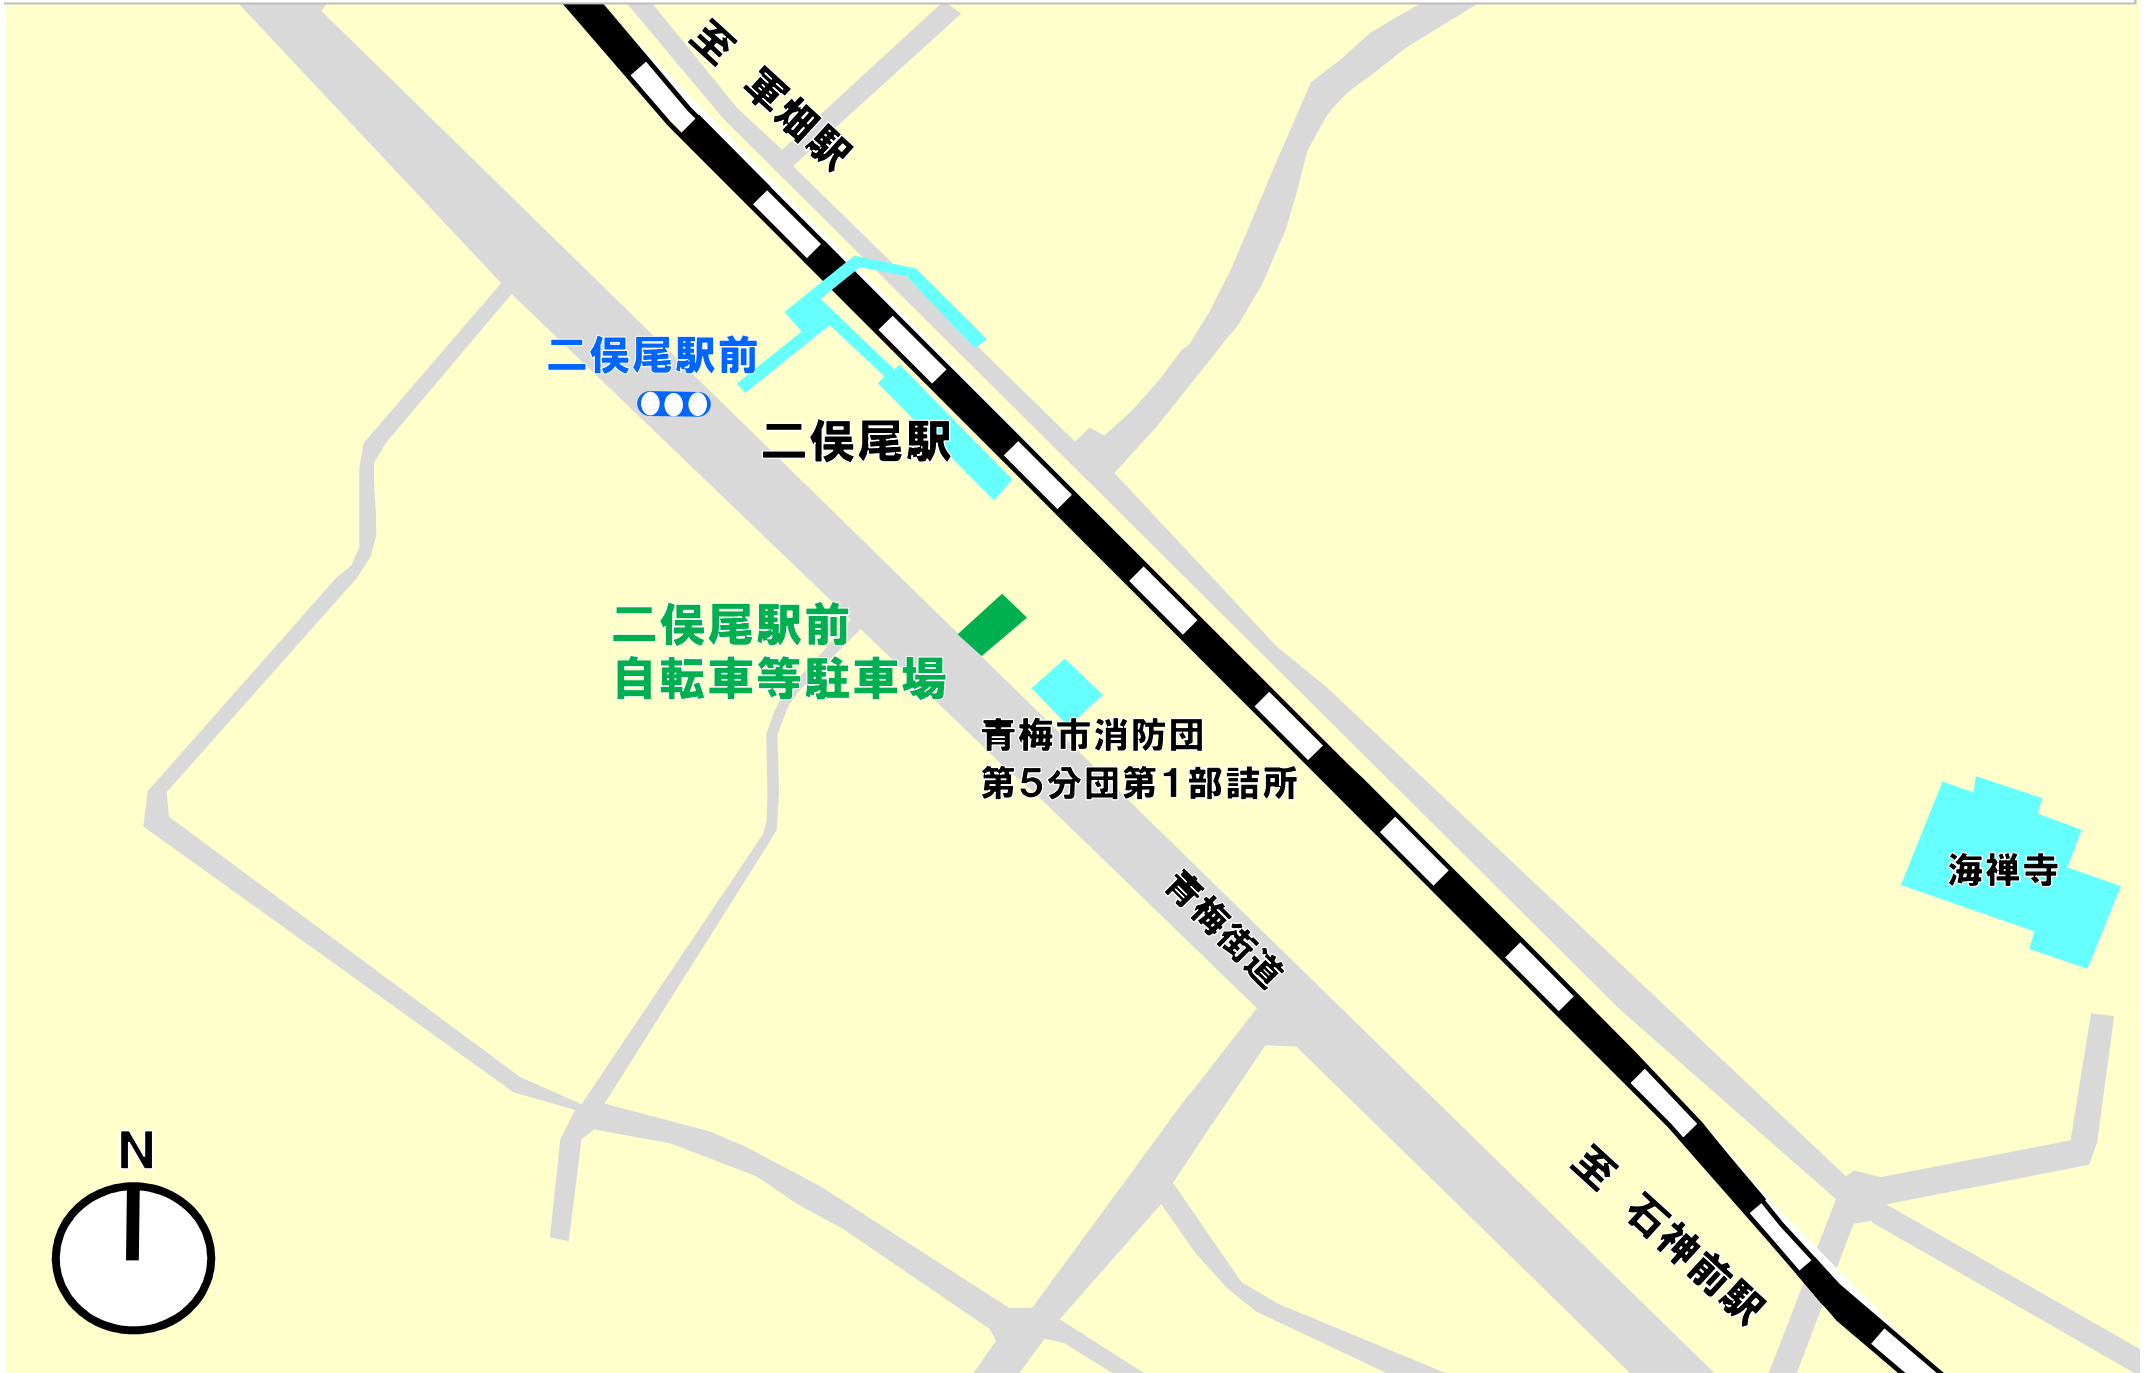 至 軍畑駅
二俣尾駅前
二俣尾駅
二俣尾駅前
自転車等駐車場
青梅市消防団
第5分団第1部詰所
海禅寺
青梅街道
N
至 石神前駅